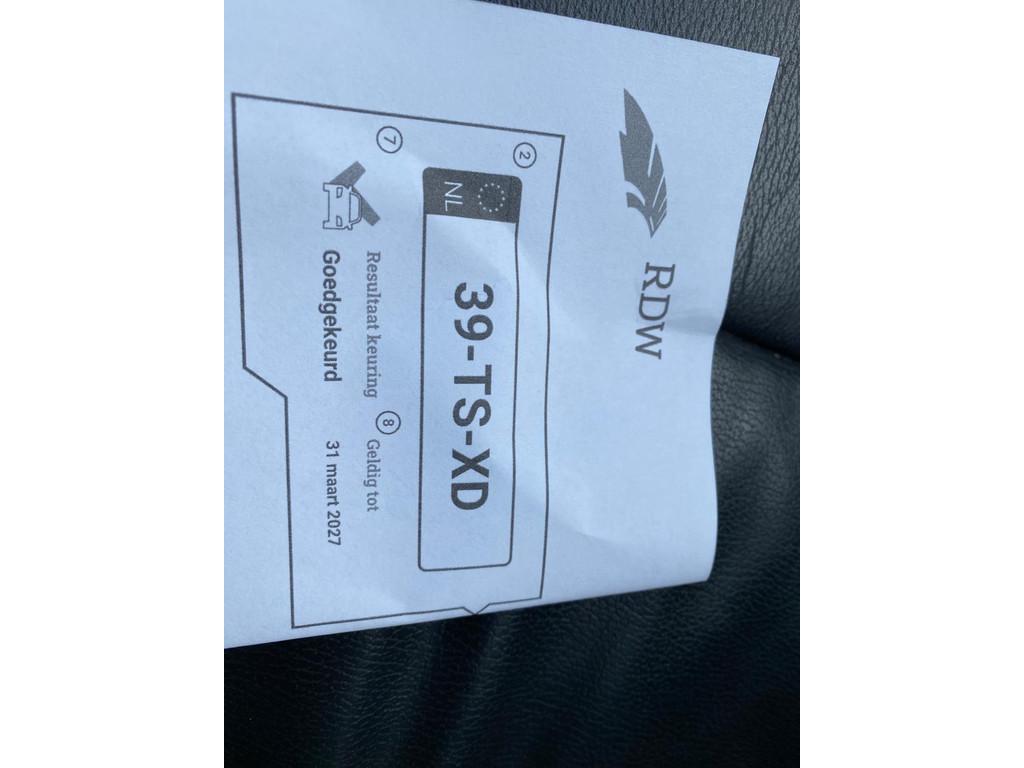 RDW
2
NL
39-TS-XD
7
Resultaat keuring
8
Geldig tot
Goedgekeurd
31 maart 2027